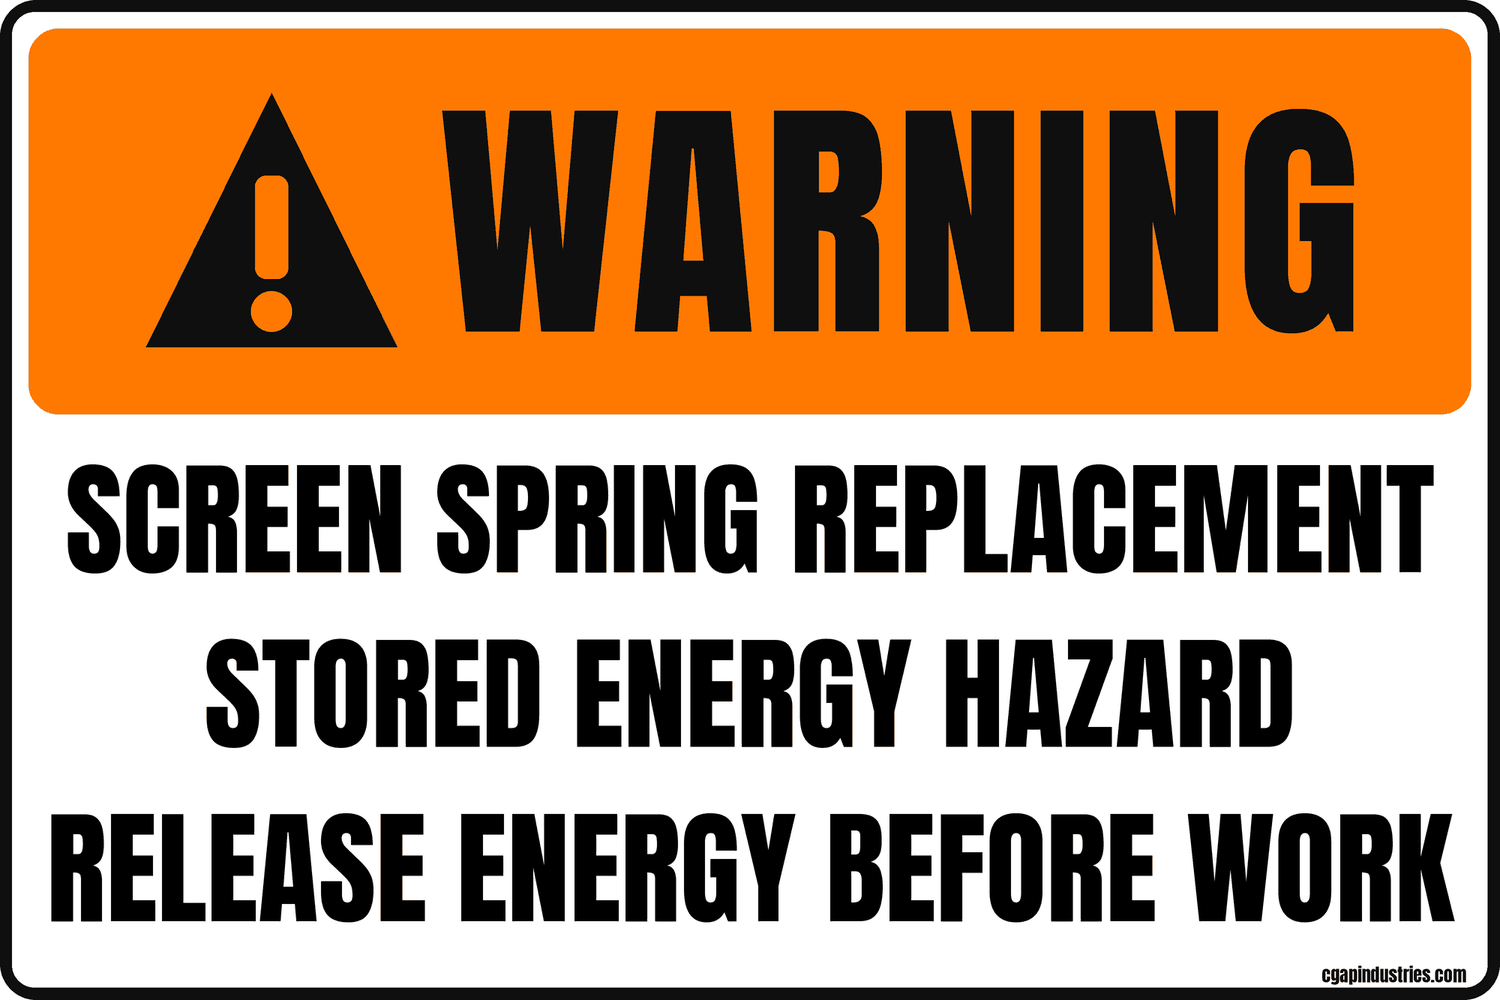 WARNING
SCREEN SPRING REPLACEMENT
STORED ENERGY HAZARD
RELEASE ENERGY BEFORE WORK
cgapindustries.com